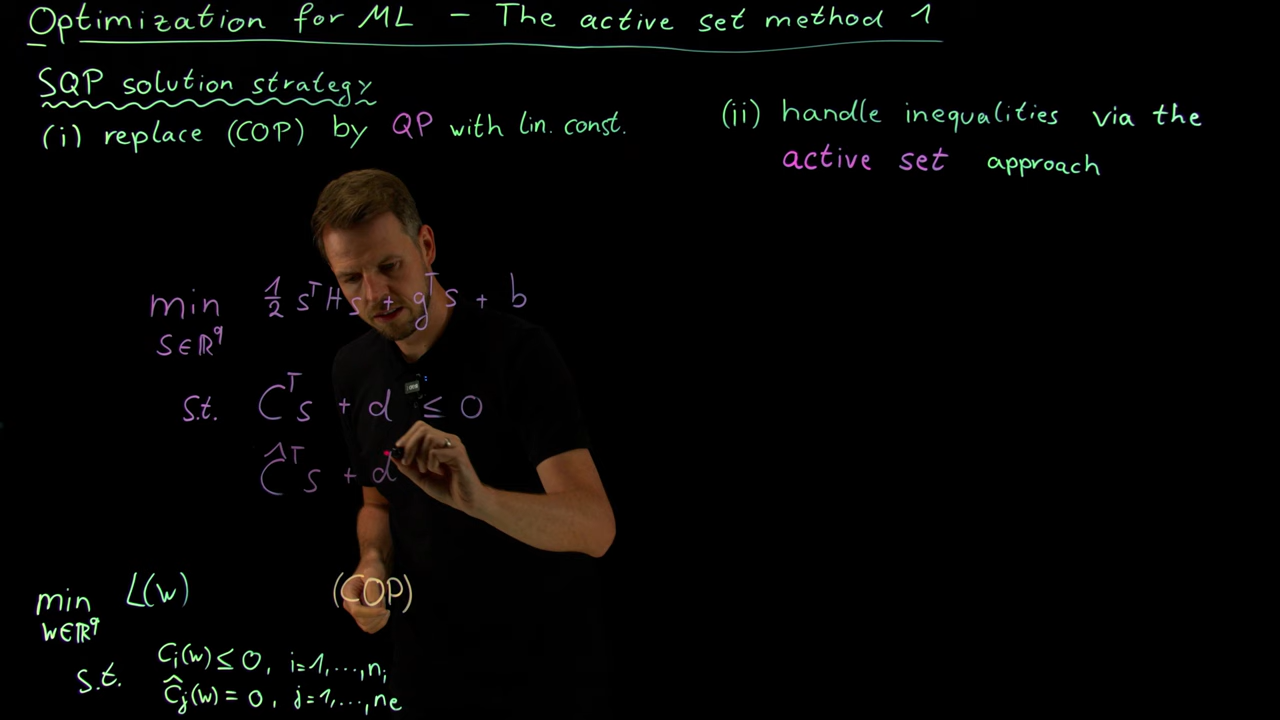 Optimization for ML – The active set method 1
SQP solution strategy
(i) replace (COP) by QP with lin. const.
(ii) handle inequalities via the
active set approach
min ½ sᵀHs + gᵀs + b
s∈ℝ^q
s.t. Cᵀs + d ≤ 0
Ĉᵀs + d
min L(w) (COP)
w∈ℝ^q
s.t. Cᵢ(w) ≤ 0, i=1,...,nᵢ
Ĉⱼ(w) = 0, j=1,...,nₑ